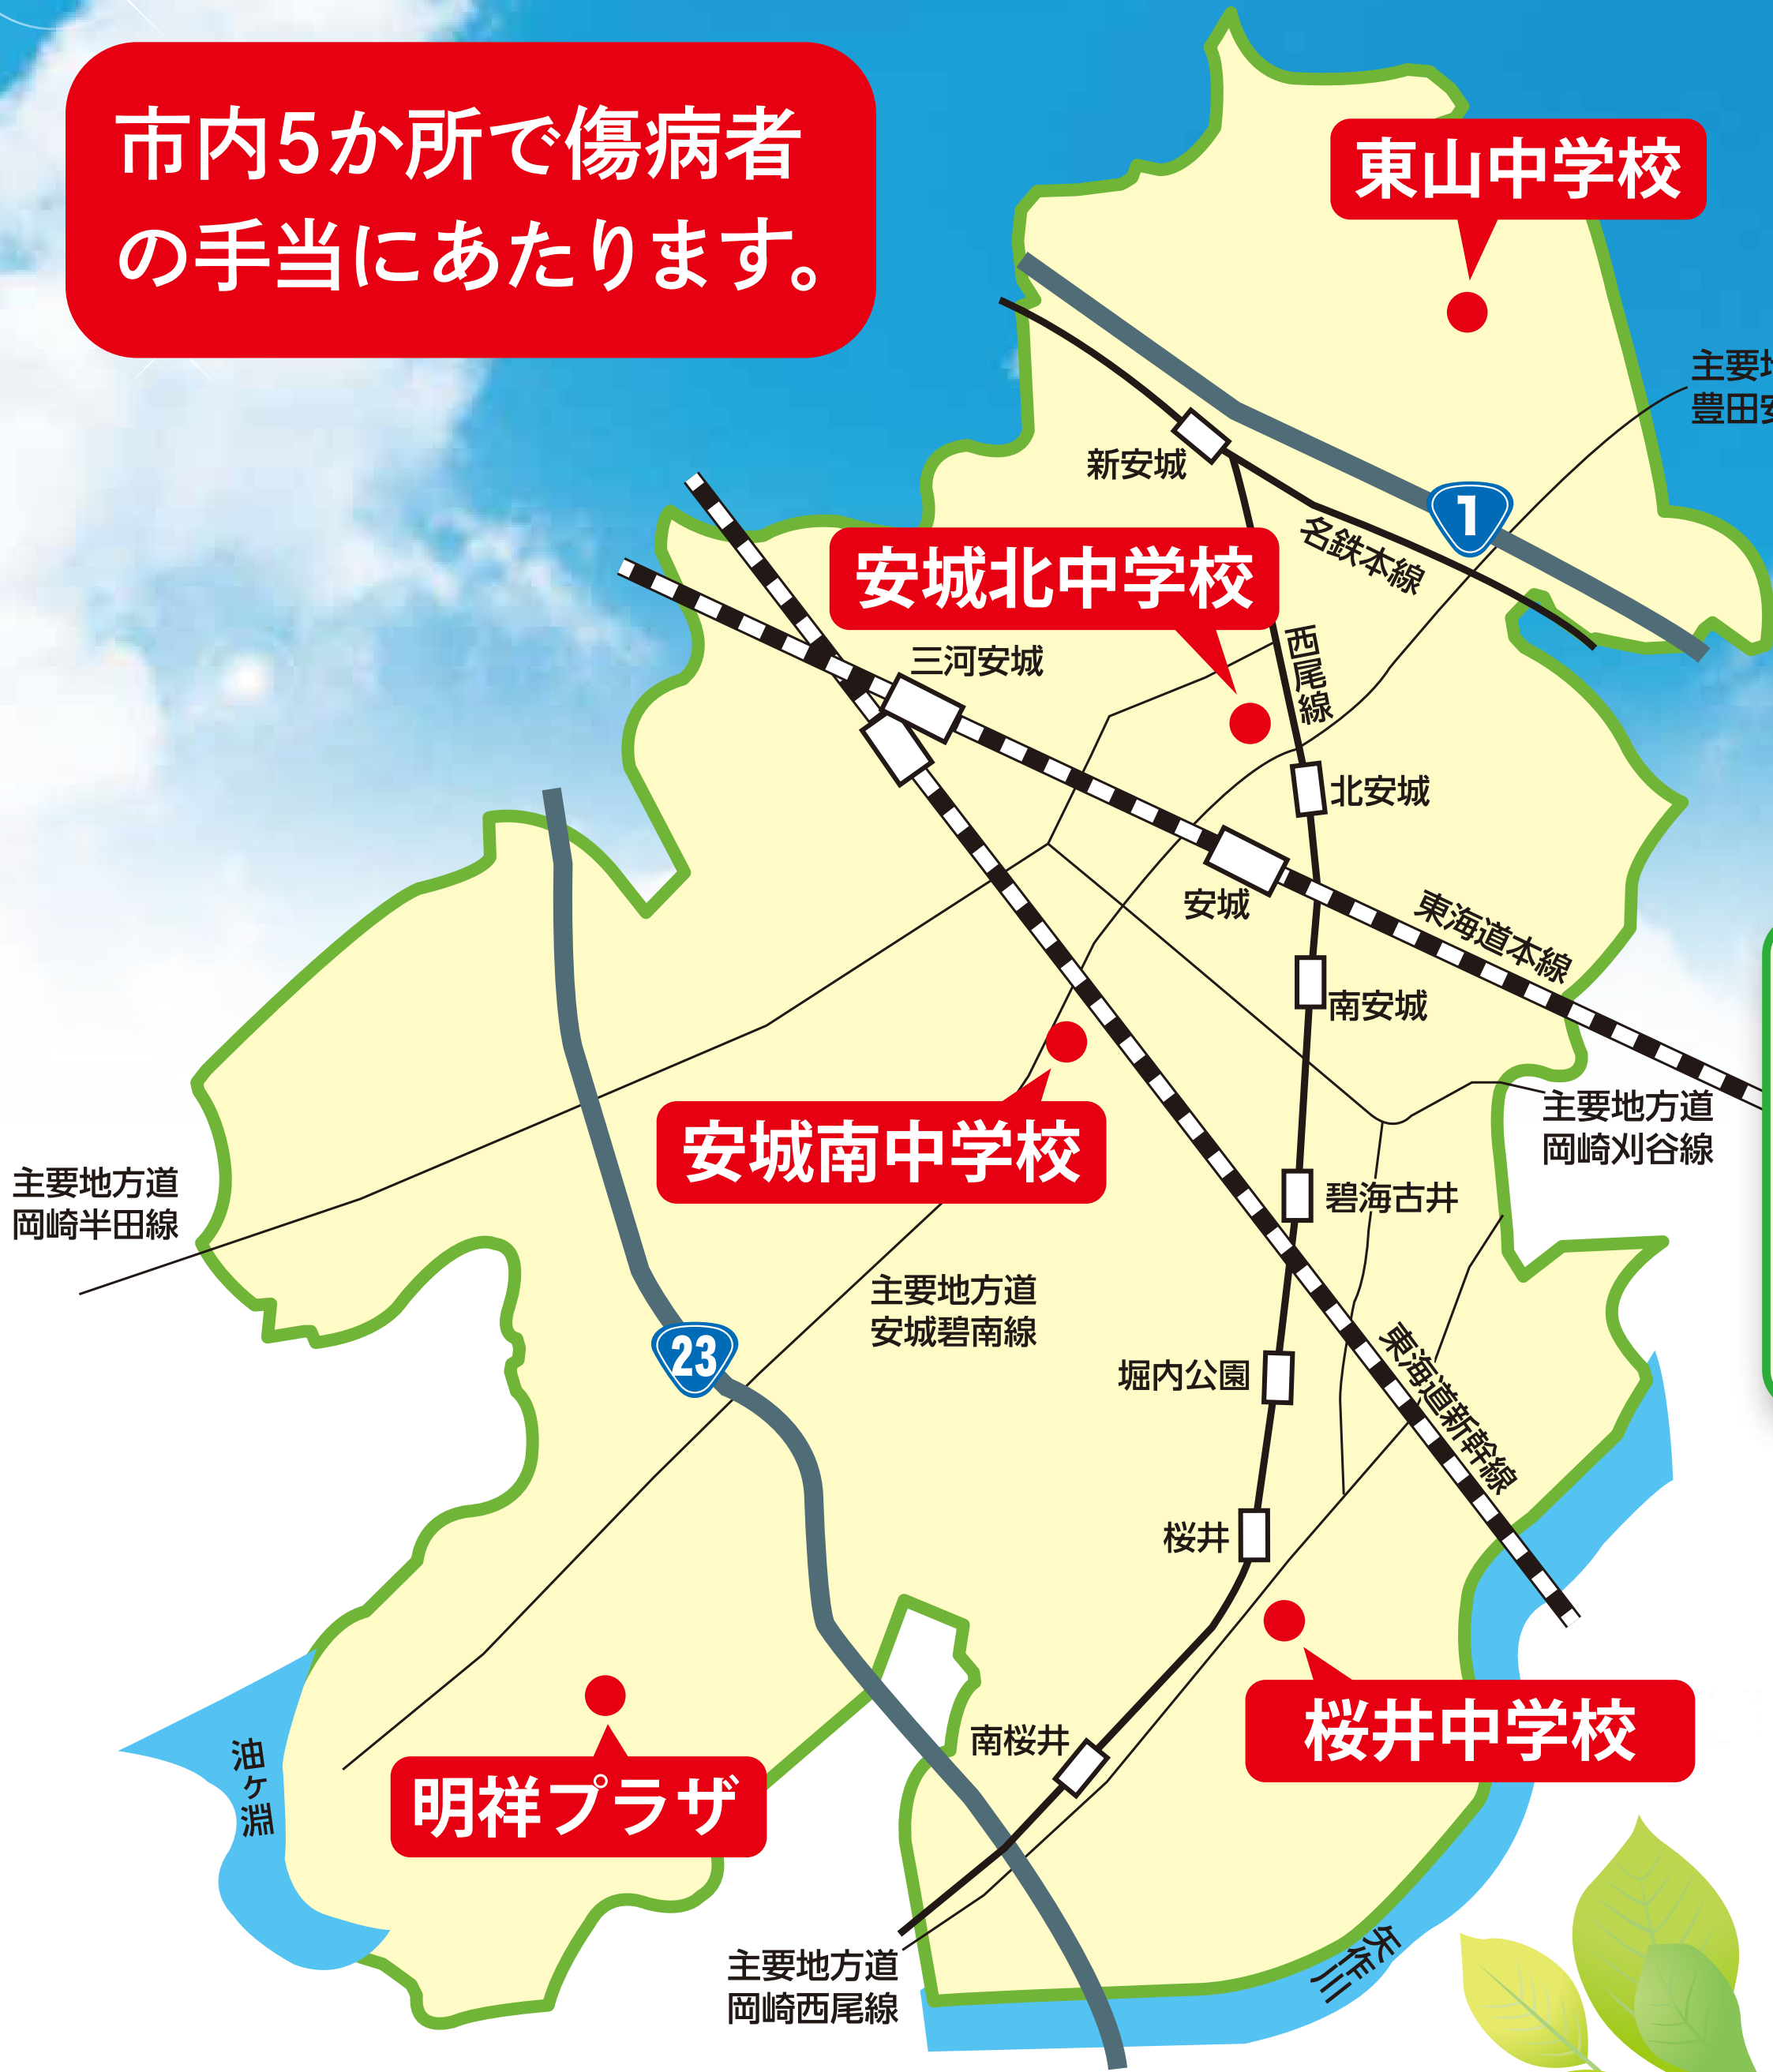 市内5か所で傷病者
の手当にあたります。
東山中学校
主要
豊田
新安城
1
名鉄本線
安城北中学校
三河安城
西尾線
北安城
安城
東海道本線
南安城
安城南中学校
主要地方道
岡崎刈谷線
主要地方道
岡崎半田線
碧海古井
主要地方道
安城碧南線
23
堀内公園
東海道新幹線
桜井
桜井中学校
南桜井
油ヶ淵
明祥プラザ
矢作川
主要地方道
岡崎西尾線